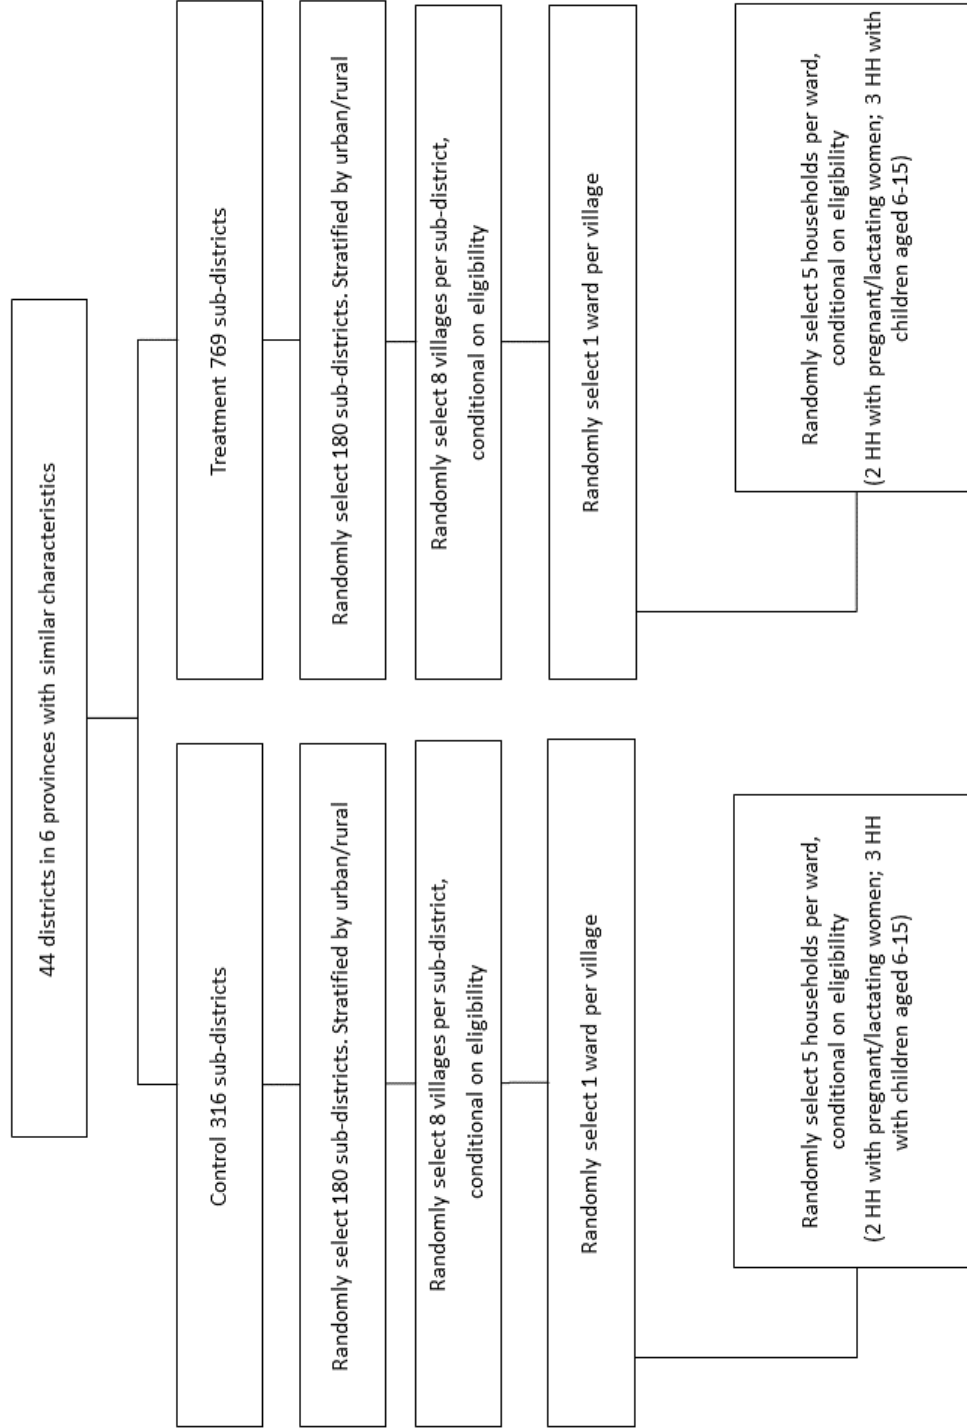 44 districts in 6 provinces with similar characteristics
Control 316 sub-districts
Treatment 769 sub-districts
Randomly select 180 sub-districts. Stratified by urban/rural
Randomly select 180 sub-districts. Stratified by urban/rural
Randomly select 8 villages per sub-district,
conditional on eligibility
Randomly select 8 villages per sub-district,
conditional on eligibility
Randomly select 1 ward per village
Randomly select 1 ward per village
Randomly select 5 households per ward,
conditional on eligibility
(2 HH with pregnant/lactating women; 3 HH
with children aged 6-15)
Randomly select 5 households per ward,
conditional on eligibility
(2 HH with pregnant/lactating women; 3 HH with
children aged 6-15)